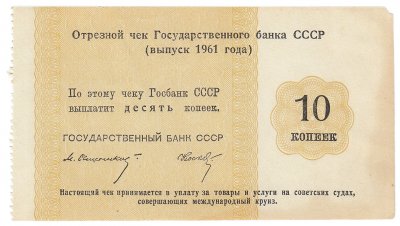 Отрезной чек Государственного банка СССР
(выпуск 1961 года)
По этому чеку Госбанк СССР
выплатит десять копеек.
10
КОПЕЕК
ГОСУДАРСТВЕННЫЙ БАНК СССР
Настоящий чек принимается в уплату за товары и услуги на советских судах,
совершающих международный круиз.